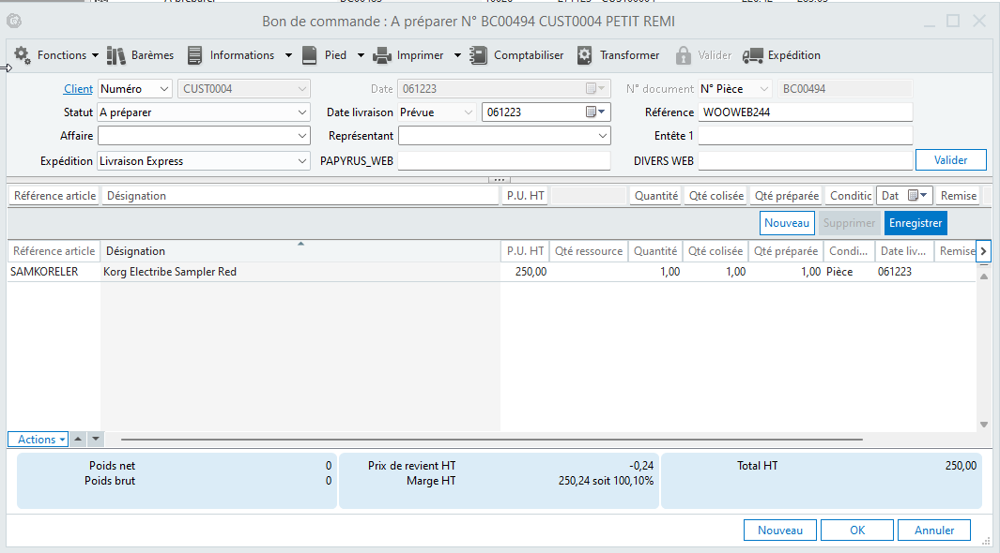 Bon de commande : A préparer N° BC00494 CUST0004 PETIT REMI
Fonctions Barèmes Informations Pied Imprimer Comptabiliser Transformer Valider Expédition
Client Numéro CUST0004 Date 061223 N° document N° Pièce BC00494
Statut A préparer Date livraison Prévue 061223 Référence WOOWEB244
Affaire Représentant Entête 1
Expédition Livraison Express PAPYRUS_WEB DIVERS WEB Valider
Référence article Désignation P.U. HT Quantité Qté colisée Qté préparée Conditic Dat Remise
Nouveau Supprimer Enregistrer
Référence article Désignation P.U. HT Qté ressource Quantité Qté colisée Qté préparée Condi... Date liv... Remise
SAMKORELER Korg Electribe Sampler Red 250,00 1,00 1,00 1,00 Pièce 061223
Actions
Poids net 0 Prix de revient HT -0,24 Total HT 250,00
Poids brut 0 Marge HT 250,24 soit 100,10%
Nouveau OK Annuler